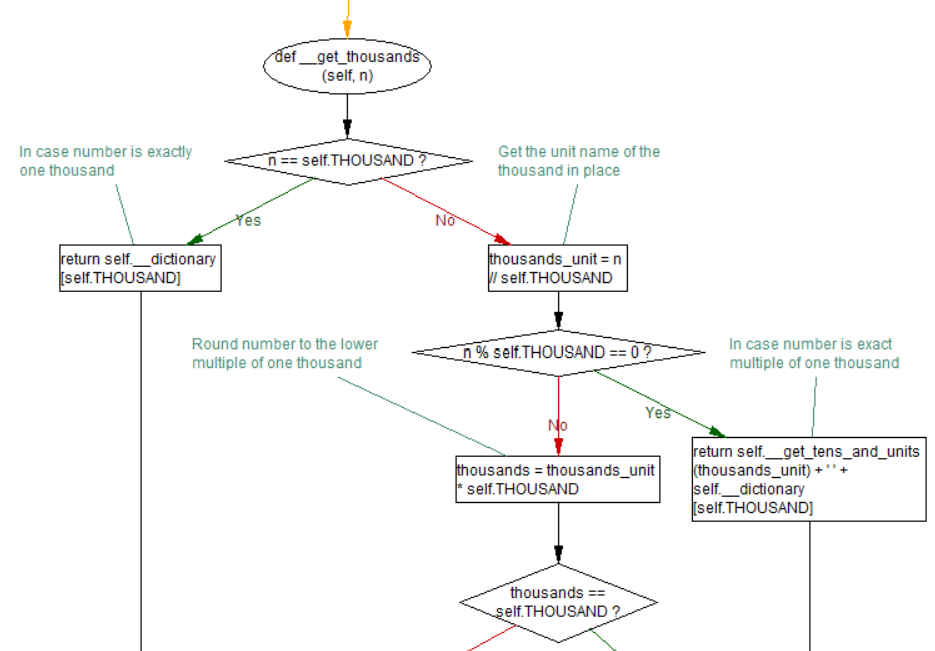 def __get_thousands
(self, n)
n == self.THOUSAND ?
In case number is exactly
one thousand
Get the unit name of the
thousand in place
Yes
No
return self.__dictionary
[self.THOUSAND]
thousands_unit = n
// self.THOUSAND
n % self.THOUSAND == 0 ?
Round number to the lower
multiple of one thousand
In case number is exact
multiple of one thousand
No
Yes
thousands = thousands_unit
* self.THOUSAND
return self.__get_tens_and_units
(thousands_unit) + ' ' +
self.__dictionary
[self.THOUSAND]
thousands ==
self.THOUSAND ?